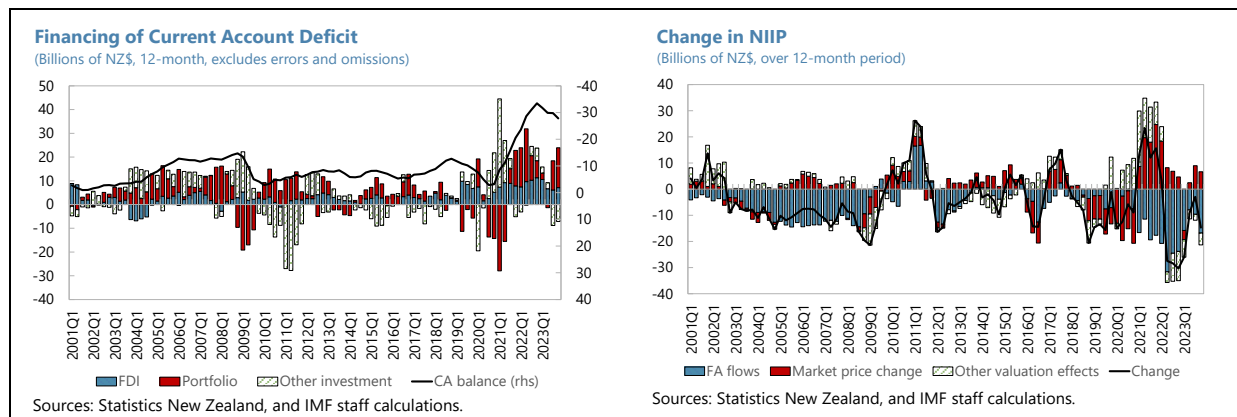 Financing of Current Account Deficit
(Billions of NZ$, 12-month, excludes errors and omissions)
50
40
30
20
10
0
-10
-20
-30
-40
-40
-30
-20
-10
0
10
20
30
40
2001Q1
2002Q1
2003Q1
2004Q1
2005Q1
2006Q1
2007Q1
2008Q1
2009Q1
2010Q1
2011Q1
2012Q1
2013Q1
2014Q1
2015Q1
2016Q1
2017Q1
2018Q1
2019Q1
2020Q1
2021Q1
2022Q1
2023Q1
FDI Portfolio Other investment CA balance (rhs)
Sources: Statistics New Zealand, and IMF staff calculations.
Change in NIIP
(Billions of NZ$, over 12-month period)
40
30
20
10
0
-10
-20
-30
-40
2001Q1
2002Q1
2003Q1
2004Q1
2005Q1
2006Q1
2007Q1
2008Q1
2009Q1
2010Q1
2011Q1
2012Q1
2013Q1
2014Q1
2015Q1
2016Q1
2017Q1
2018Q1
2019Q1
2020Q1
2021Q1
2022Q1
2023Q1
FA flows Market price change Other valuation effects Change
Sources: Statistics New Zealand, and IMF staff calculations.